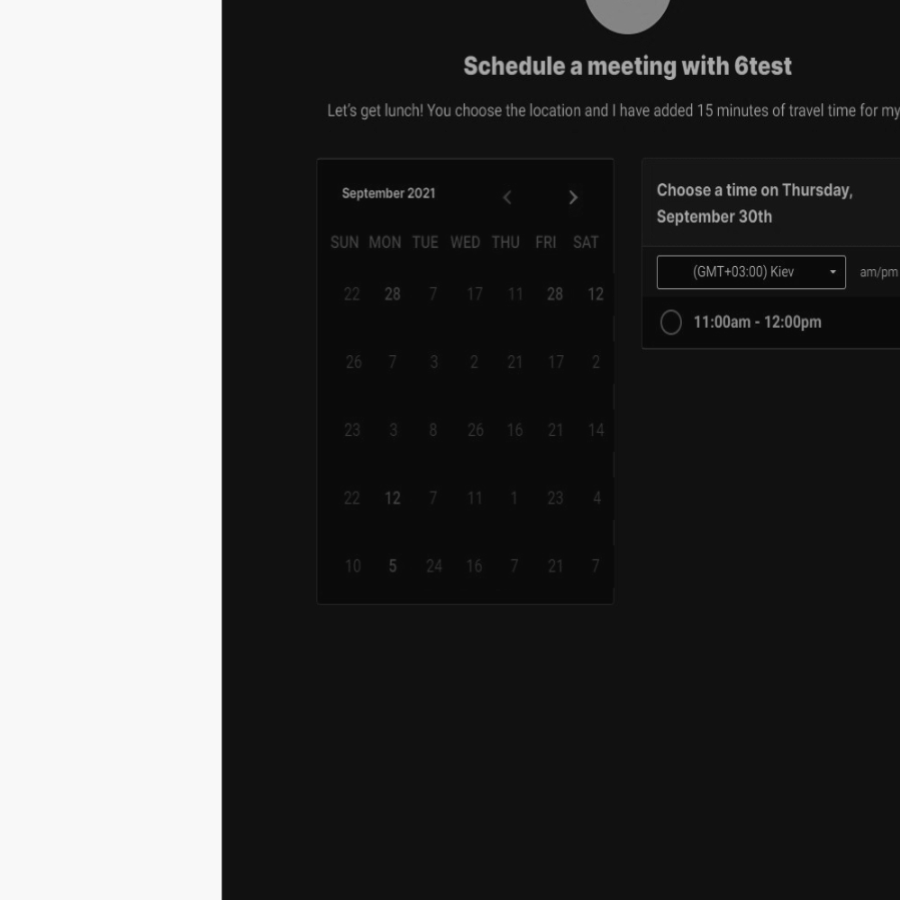 Schedule a meeting with 6test
Let's get lunch! You choose the location and I have added 15 minutes of travel time for my
September 2021
SUN MON TUE WED THU FRI SAT
22 28 7 17 11 28 12
26 7 3 2 21 17 2
23 3 8 26 16 21 14
22 12 7 11 1 23 4
10 5 24 16 7 21 7
Choose a time on Thursday,
September 30th
(GMT+03:00) Kiev am/pm
11:00am - 12:00pm